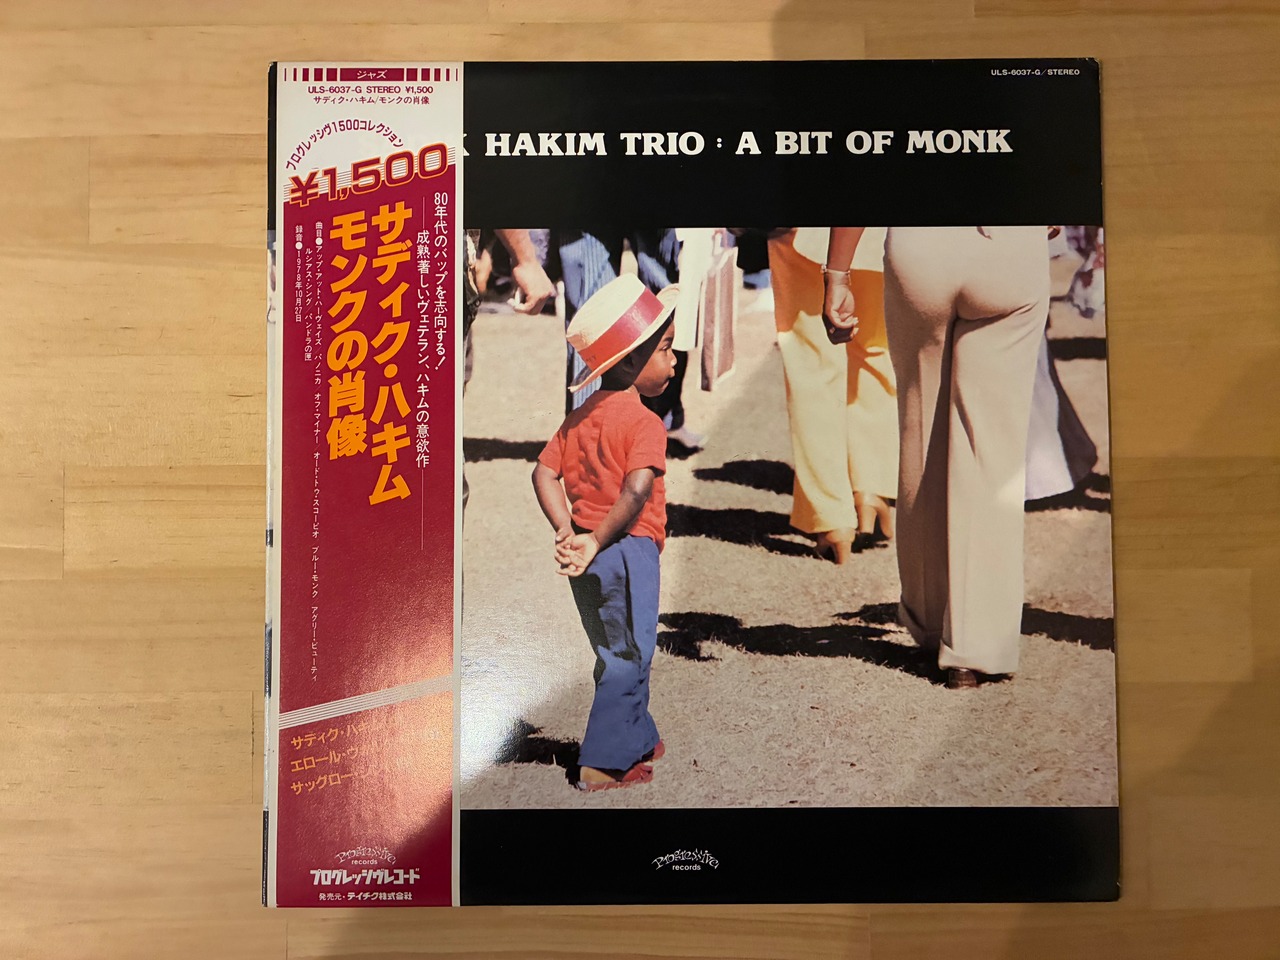 ジャズ
ULS-6037-G STEREO ¥1,500
サディク・ハキム/モンクの肖像
プログレッシヴ1500コレクション
¥1,500
80年代のバップを志向する!
成熟著しいヴェテラン、ハキムの意欲作
サディク・ハキム
モンクの肖像
曲目●アップ・アット・ハーヴェイズ/パノニカ オフ・マイナー/オード・トゥ・スコーピオ ブルー・モンク/アグリー・ビューティ
ルシアス・シング/パンドラの匣
録音●1978年10月27日
サディク・ハ
エロール・ウ
サッグロー
Progressive
records
プログレッシヴレコード
発売元・テイチク株式会社
ULS-6037-G/STEREO
K HAKIM TRIO : A BIT OF MONK
Progressive
records